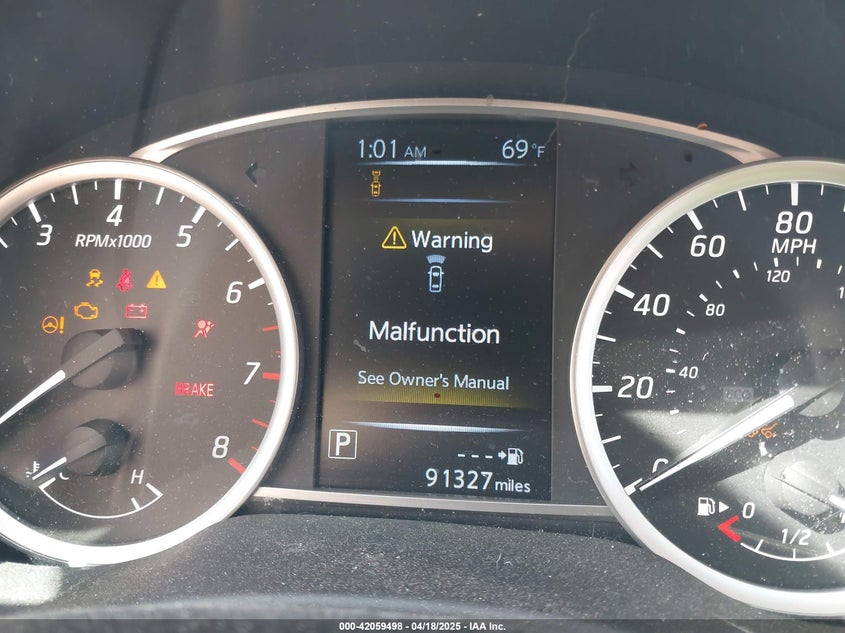 1:01 AM 69°F
Warning
Malfunction
See Owner's Manual
P
---
91327 miles
3 4 5 6 7 8
RPMx1000
!
BRAKE
H
C
0 20 40 60 80
MPH
40 80 120
0 1/2
000-42059498 - 04/18/2025 - IAA Inc.